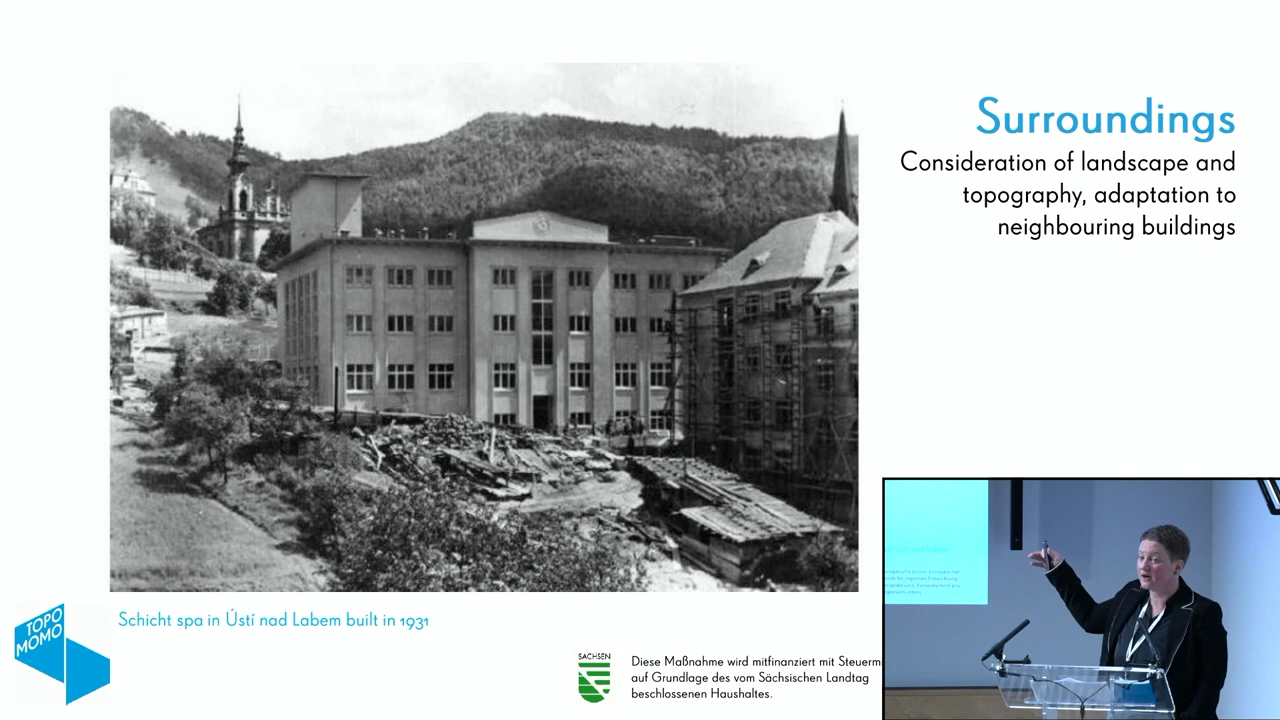 Surroundings
Consideration of landscape and
topography, adaptation to
neighbouring buildings
Schicht spa in Ústí nad Labem built in 1931
TOPO
MOMO
SACHSEN
Diese Maßnahme wird mitfinanziert mit Steuerm
auf Grundlage des vom Sächsischen Landtag
beschlossenen Haushaltes.